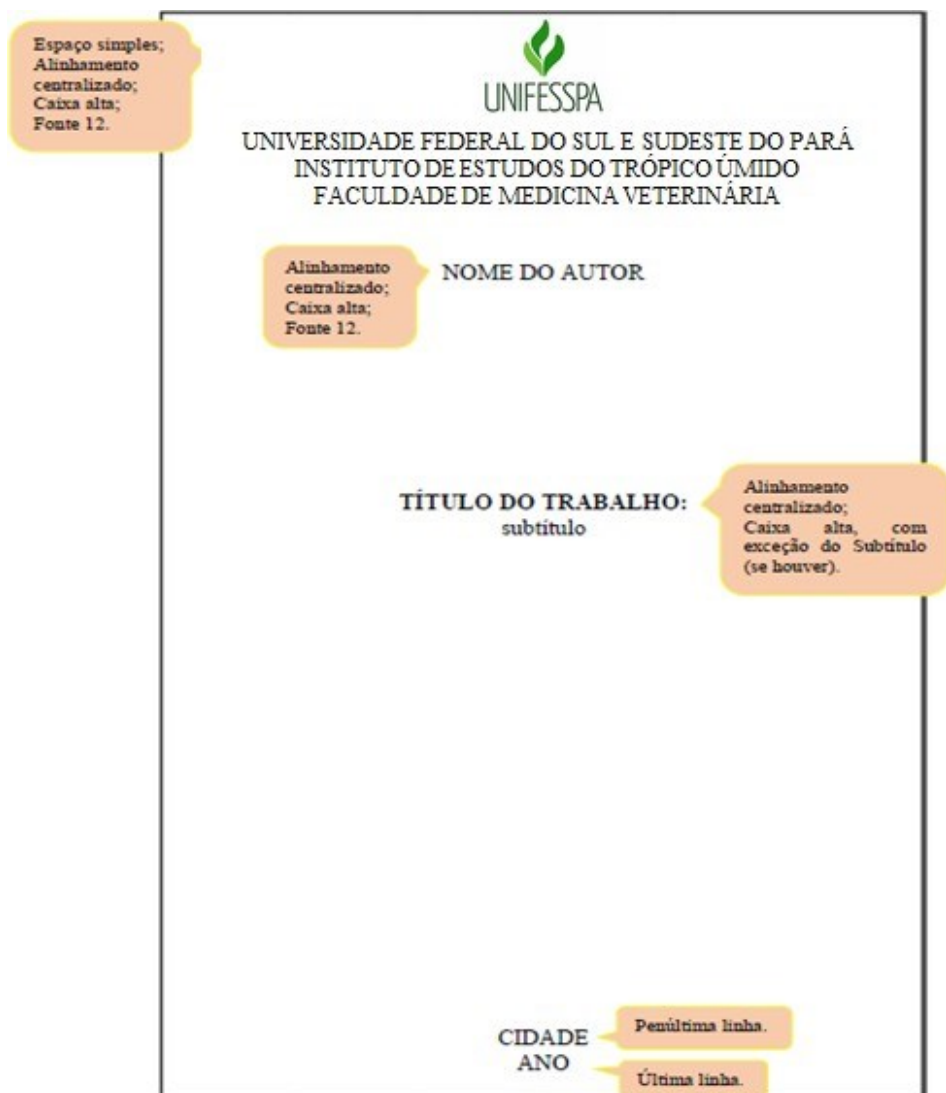 Espaço simples;
Alinhamento
centralizado;
Caixa alta;
Fonte 12.
UNIFESSPA
UNIVERSIDADE FEDERAL DO SUL E SUDESTE DO PARÁ
INSTITUTO DE ESTUDOS DO TRÓPICO ÚMIDO
FACULDADE DE MEDICINA VETERINÁRIA
Alinhamento
centralizado;
Caixa alta;
Fonte 12.
NOME DO AUTOR
TÍTULO DO TRABALHO:
subtítulo
Alinhamento
centralizado;
Caixa alta, com
exceção do Subtítulo
(se houver).
CIDADE
ANO
Penúltima linha.
Última linha.